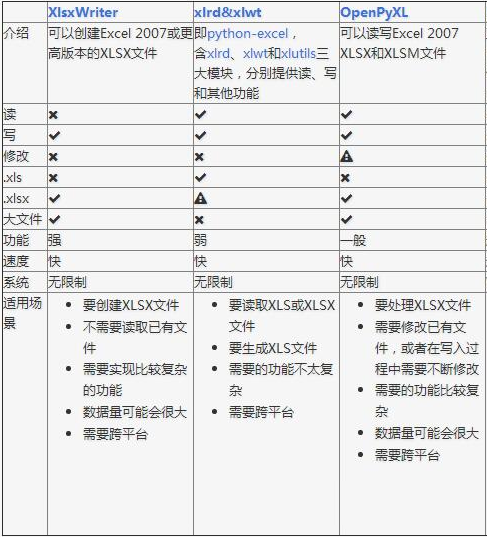 XlsxWriter xlrd&xlwt OpenPyXL
介绍 可以创建Excel 2007或更 即python-excel， 可以读写Excel 2007
高版本的XLSX文件 含xlrd、xlwt和xlutils三 XLSX和XLSM文件
大模块，分别提供读、写
和其他功能
读 ✖ ✔ ✔
写 ✔ ✔ ✔
修改 ✖ ✖ ⚠
.xls ✖ ✔ ✖
.xlsx ✔ ⚠ ✔
大文件 ✔ ✖ ✔
功能 强 弱 一般
速度 快 快 快
系统 无限制 无限制 无限制
适用场景
• 要创建XLSX文件
• 不需要读取已有文
件
• 需要实现比较复杂
的功能
• 数据量可能会很大
• 需要跨平台
• 要读取XLS或XLSX
文件
• 要生成XLS文件
• 需要的功能不太复
杂
• 需要跨平台
• 要处理XLSX文件
• 需要修改已有文
件，或者在写入过
程中需要不断修改
• 需要的功能比较复
杂
• 数据量可能会很大
• 需要跨平台